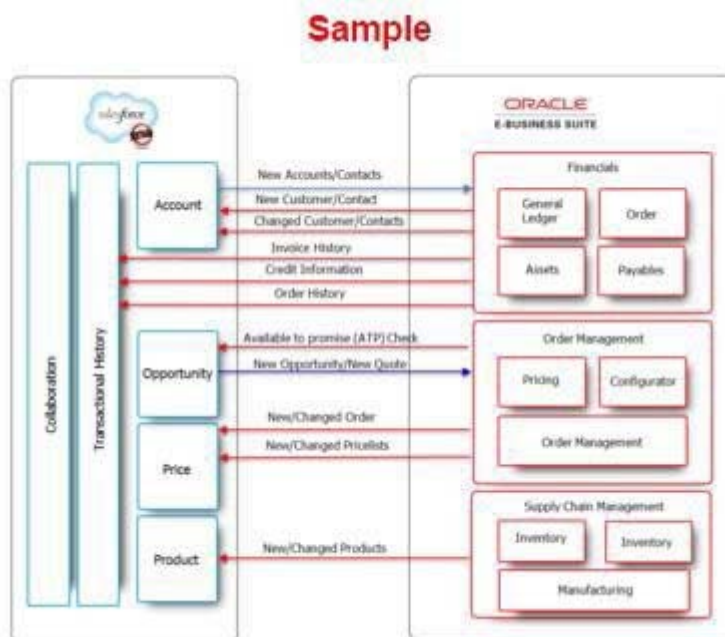 Sample
salesforce
ORACLE
E-BUSINESS SUITE
Collaboration
Transactional History
Account
Opportunity
Price
Product
New Accounts/Contacts
New Customer/Contact
Changed Customer/Contacts
Invoice History
Credit Information
Order History
Available to promise (ATP) Check
New Opportunity/New Quote
New/Changed Order
New/Changed Pricelists
New/Changed Products
Financials
General
Ledger
Order
Assets
Payables
Order Management
Pricing
Configurator
Order Management
Supply Chain Management
Inventory
Inventory
Manufacturing